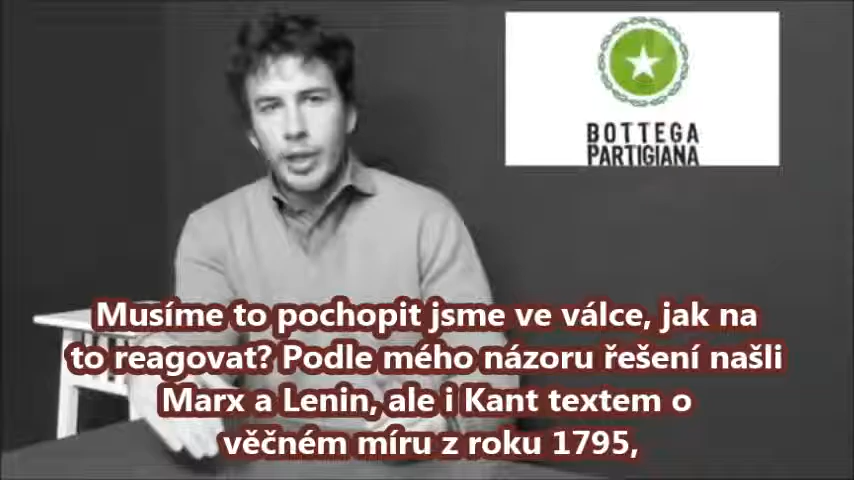 BOTTEGA
PARTIGIANA
Musíme to pochopit jsme ve válce, jak na
to reagovat? Podle mého názoru řešení našli
Marx a Lenin, ale i Kant textem o
věčném míru z roku 1795,